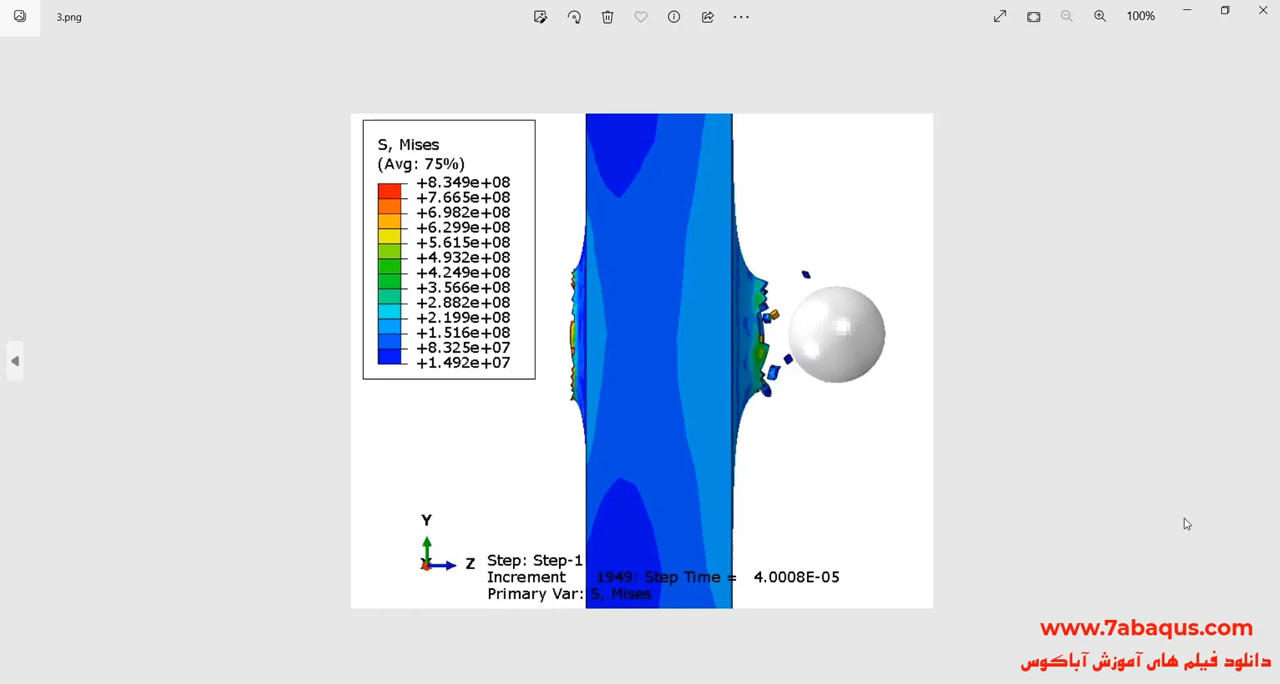 3.png
100%
S, Mises
(Avg: 75%)
+8.349e+08
+7.665e+08
+6.982e+08
+6.299e+08
+5.615e+08
+4.932e+08
+4.249e+08
+3.566e+08
+2.882e+08
+2.199e+08
+1.516e+08
+8.325e+07
+1.492e+07
Y
X
Z
Step: Step-1
Increment 1949: Step Time = 4.0008E-05
Primary Var: S, Mises
www.7abaqus.com
دانلود فیلم های آموزش آباکوس